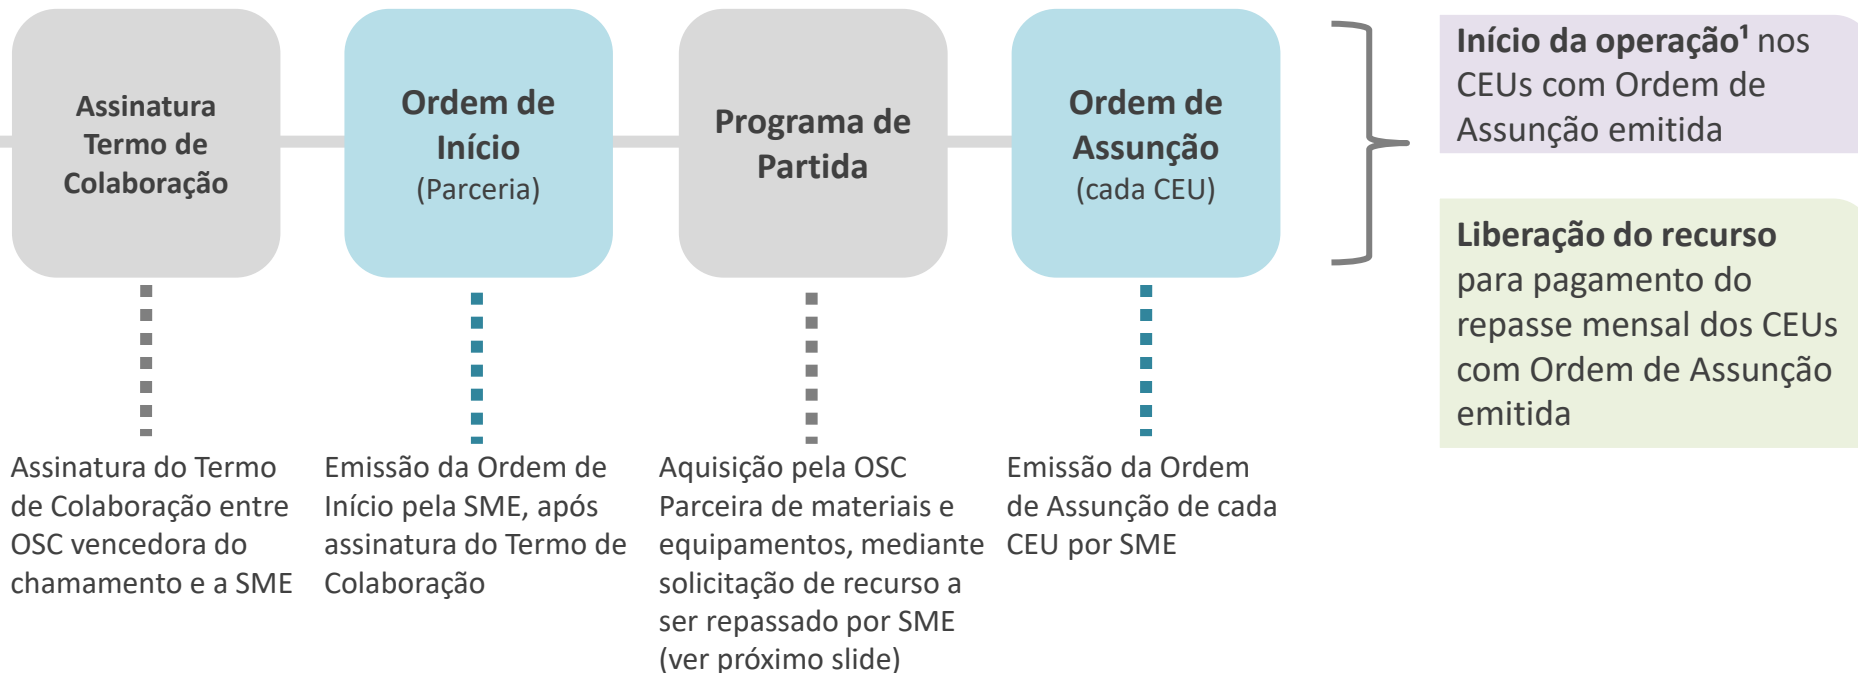 Assinatura
Termo de
Colaboração
Ordem de
Início
(Parceria)
Programa de
Partida
Ordem de
Assunção
(cada CEU)
Início da operação¹ nos
CEUs com Ordem de
Assunção emitida
Liberação do recurso
para pagamento do
repasse mensal dos CEUs
com Ordem de Assunção
emitida
Assinatura do Termo
de Colaboração entre
OSC vencedora do
chamamento e a SME
Emissão da Ordem de
Início pela SME, após
assinatura do Termo de
Colaboração
Aquisição pela OSC
Parceira de materiais e
equipamentos, mediante
solicitação de recurso a
ser repassado por SME
(ver próximo slide)
Emissão da Ordem
de Assunção de cada
CEU por SME